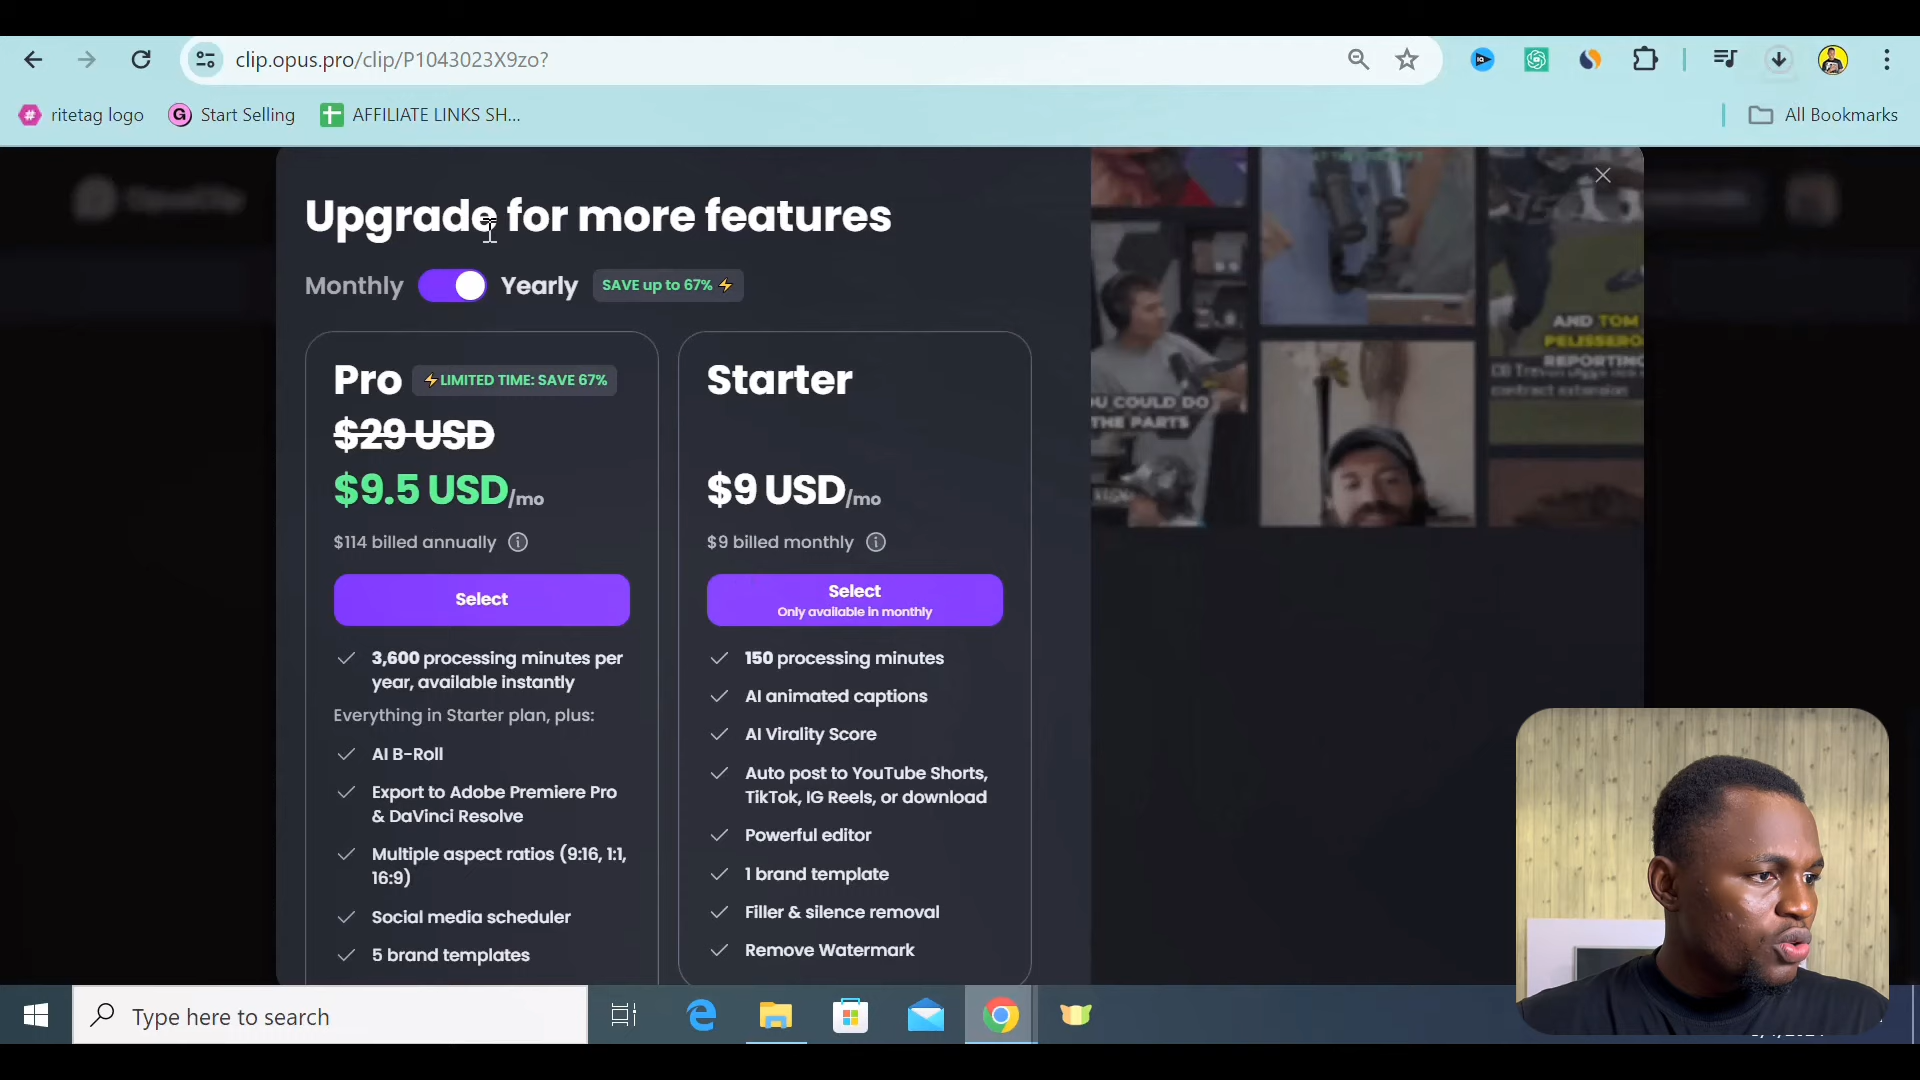 clip.opus.pro/clip/P1043023X9zo?
ritetag logo
Start Selling
AFFILIATE LINKS SH...
All Bookmarks
OpusClip
Upgrade for more features
Monthly
Yearly
SAVE up to 67%
Pro
LIMITED TIME: SAVE 67%
$29 USD
$9.5 USD/mo
$114 billed annually
Select
3,600 processing minutes per
year, available instantly
Everything in Starter plan, plus:
AI B-Roll
Export to Adobe Premiere Pro
& DaVinci Resolve
Multiple aspect ratios (9:16, 1:1,
16:9)
Social media scheduler
5 brand templates
Starter
$9 USD/mo
$9 billed monthly
Select
Only available in monthly
150 processing minutes
AI animated captions
AI Virality Score
Auto post to YouTube Shorts,
TikTok, IG Reels, or download
Powerful editor
1 brand template
Filler & silence removal
Remove Watermark
U COULD DO
THE PARTS
AND TOM
PELISSERO
REPORTING
contract extension
Type here to search